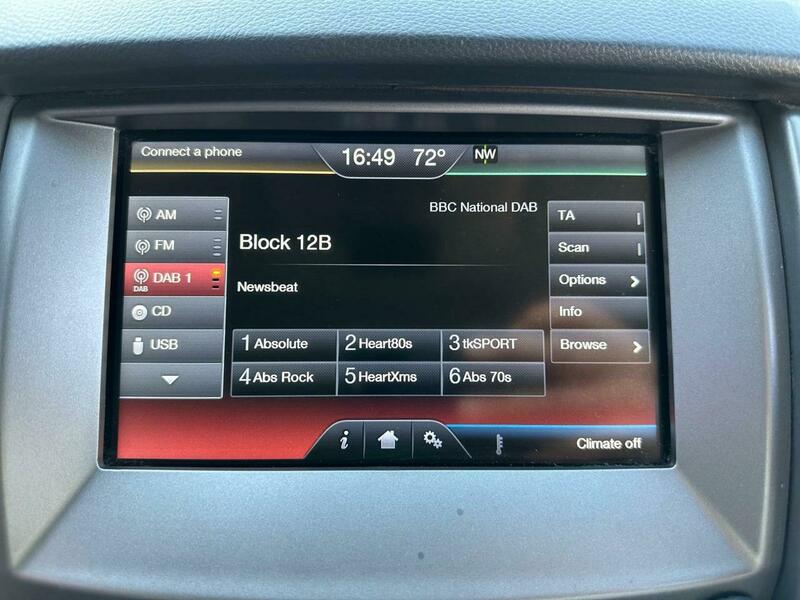 Connect a phone
16:49 72° NW
BBC National DAB
AM
FM
DAB 1
DAB
CD
USB
Block 12B
Newsbeat
1 Absolute 2 Heart80s 3 tkSPORT
4 Abs Rock 5 HeartXms 6 Abs 70s
TA
Scan
Options
Info
Browse
i
Climate off